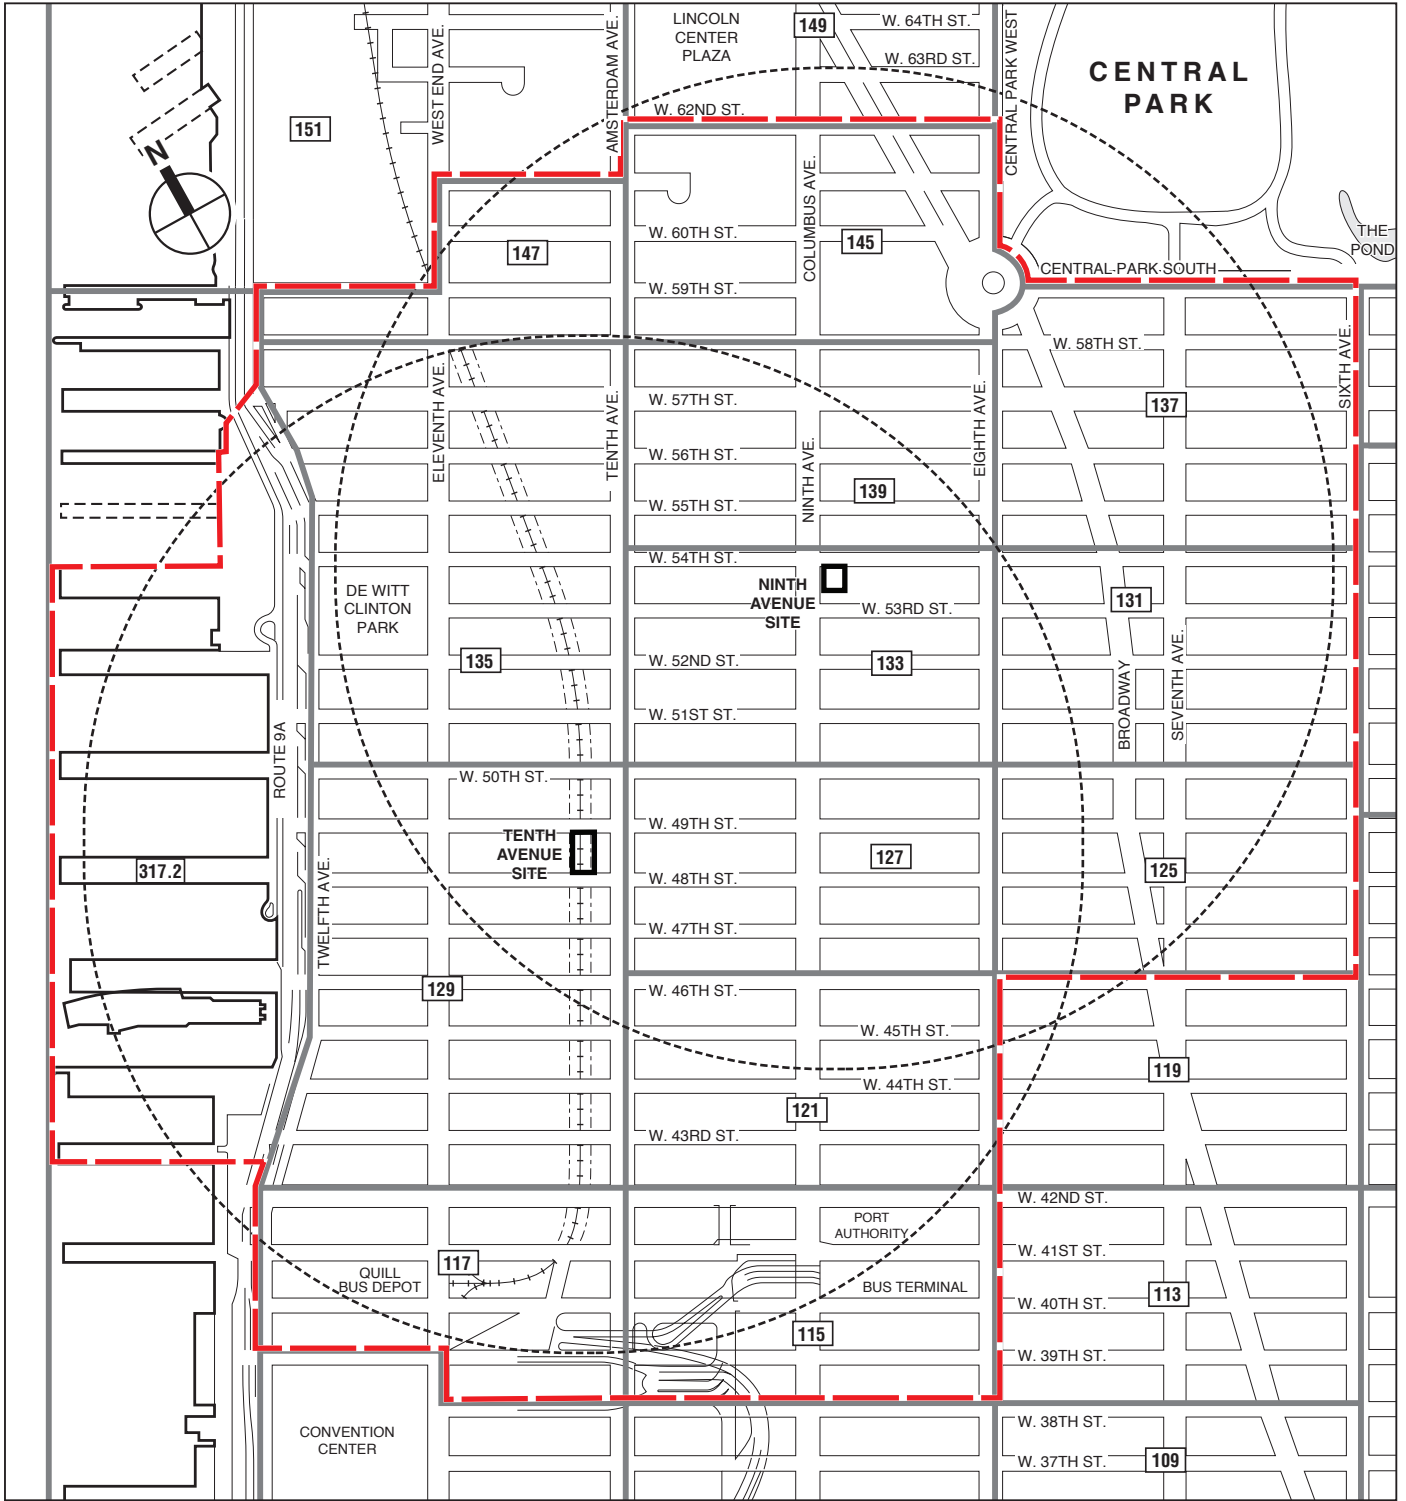 LINCOLN
CENTER
PLAZA
149
W. 64TH ST.
W. 63RD ST.
CENTRAL PARK WEST
CENTRAL
PARK
WEST END AVE.
AMSTERDAM AVE.
W. 62ND ST.
151
N
COLUMBUS AVE.
147
W. 60TH ST.
145
THE
POND
CENTRAL PARK SOUTH
W. 59TH ST.
W. 58TH ST.
SIXTH AVE.
ELEVENTH AVE.
TENTH AVE.
W. 57TH ST.
NINTH AVE.
EIGHTH AVE.
137
W. 56TH ST.
139
W. 55TH ST.
W. 54TH ST.
NINTH
AVENUE
SITE
DE WITT
CLINTON
PARK
W. 53RD ST.
131
135
W. 52ND ST.
133
BROADWAY
SEVENTH AVE.
W. 51ST ST.
ROUTE 9A
W. 50TH ST.
TENTH
AVENUE
SITE
W. 49TH ST.
127
125
317.2
TWELFTH AVE.
W. 48TH ST.
W. 47TH ST.
129
W. 46TH ST.
W. 45TH ST.
119
W. 44TH ST.
121
W. 43RD ST.
W. 42ND ST.
PORT
AUTHORITY
W. 41ST ST.
117
QUILL
BUS DEPOT
BUS TERMINAL
113
W. 40TH ST.
115
W. 39TH ST.
CONVENTION
CENTER
W. 38TH ST.
W. 37TH ST.
109